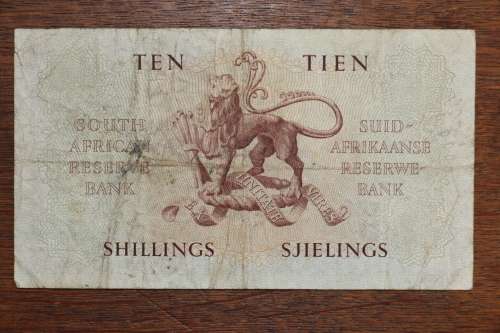 TEN TIEN
SOUTH
AFRICAN
RESERVE
BANK
SUID-
AFRIKAANSE
RESERWE-
BANK
EX UNITATE VIRES
SHILLINGS SJIELINGS